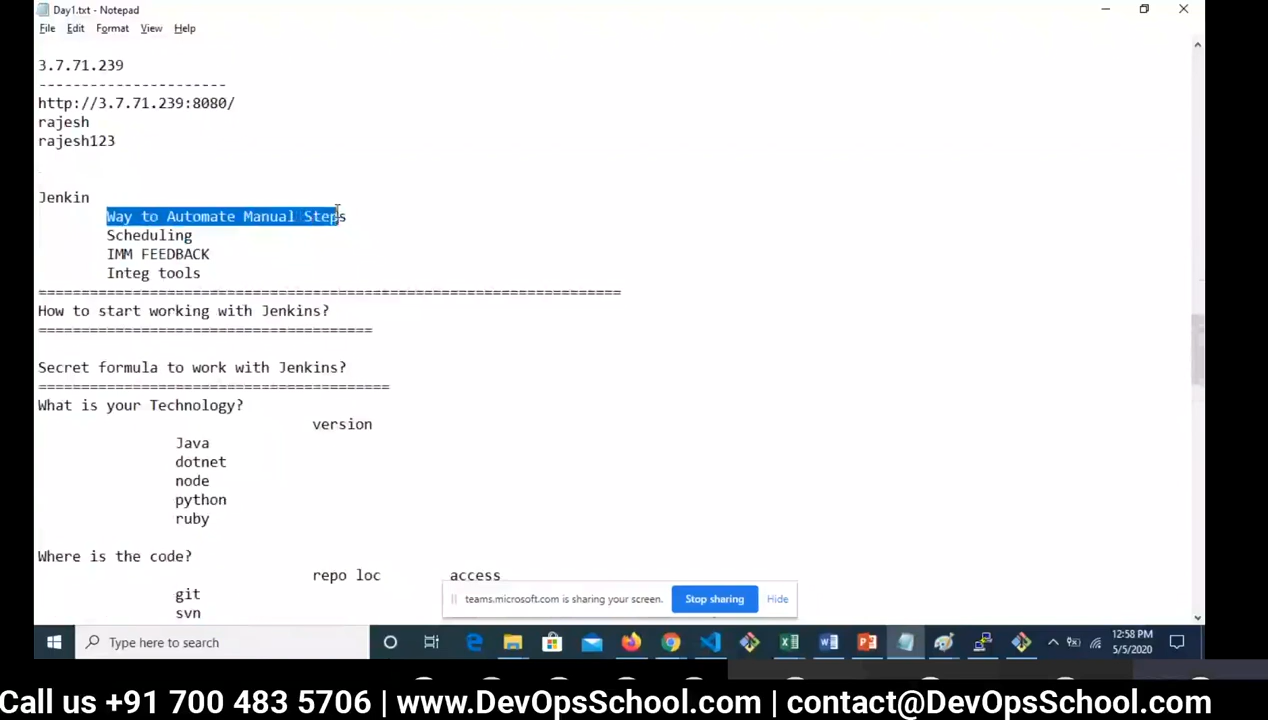 Day1.txt - Notepad
File Edit Format View Help
3.7.71.239
----------------------
http://3.7.71.239:8080/
rajesh
rajesh123
Jenkin
Way to Automate Manual Steps
Scheduling
IMM FEEDBACK
Integ tools
====================================================================
How to start working with Jenkins?
=======================================
Secret formula to work with Jenkins?
=========================================
What is your Technology?
version
Java
dotnet
node
python
ruby
Where is the code?
repo loc access
git
svn
teams.microsoft.com is sharing your screen. Stop sharing Hide
Type here to search
12:58 PM
5/5/2020
Call us +91 700 483 5706 | www.DevOpsSchool.com | contact@DevOpsSchool.com